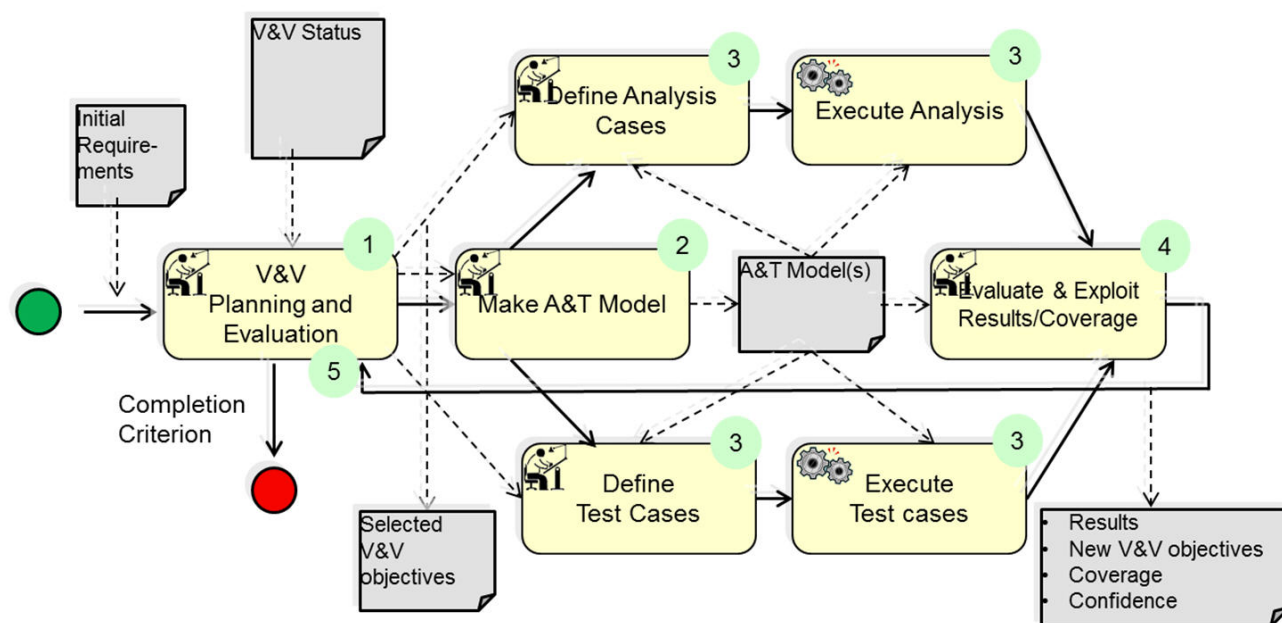 V&V Status
Initial
Require-
ments
3
Define Analysis
Cases
3
Execute Analysis
1
V&V
Planning and
Evaluation
5
2
Make A&T Model
A&T Model(s)
4
Evaluate & Exploit
Results/Coverage
Completion
Criterion
3
Define
Test Cases
3
Execute
Test cases
Selected
V&V
objectives
• Results
• New V&V objectives
• Coverage
• Confidence